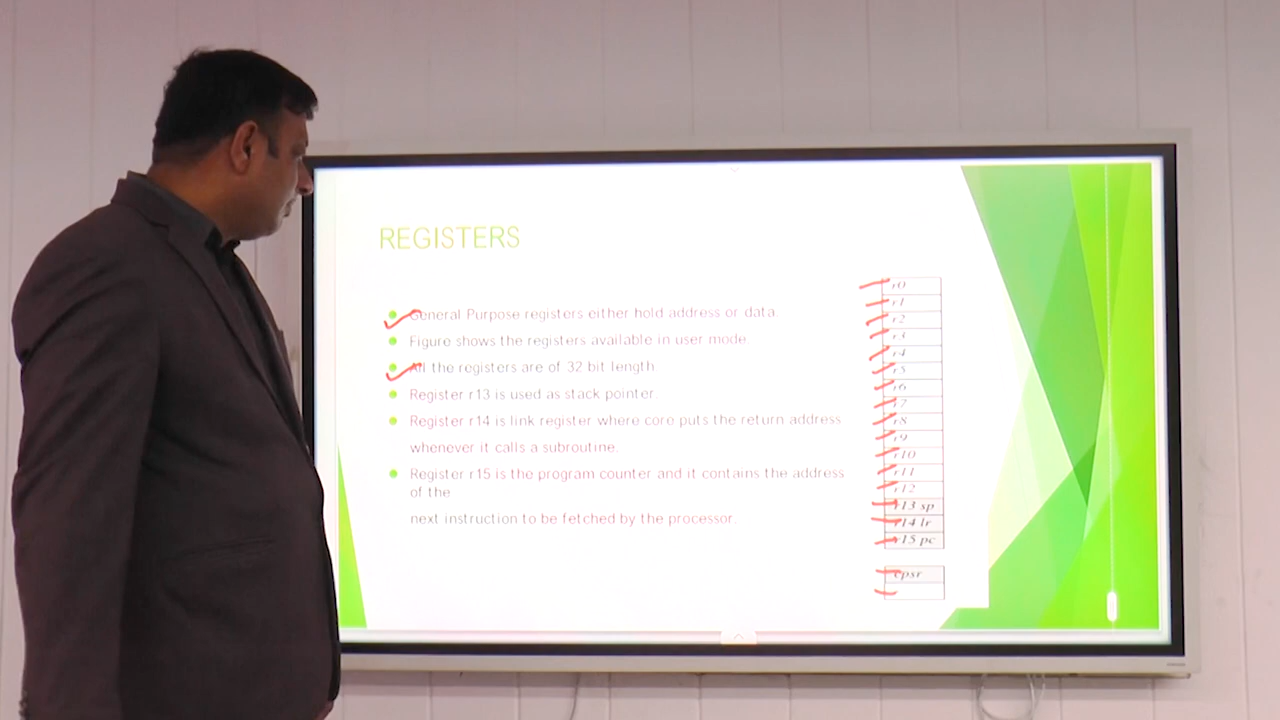 REGISTERS
General Purpose registers either hold address or data.
Figure shows the registers available in user mode.
All the registers are of 32 bit length
Register r13 is used as stack pointer.
Register r14 is link register where core puts the return address
whenever it calls a subroutine.
Register r15 is the program counter and it contains the address
of the
next instruction to be fetched by the processor.
r0
r1
r2
r3
r4
r5
r6
r7
r8
r9
r10
r11
r12
r13 sp
r14 lr
r15 pc
cpsr